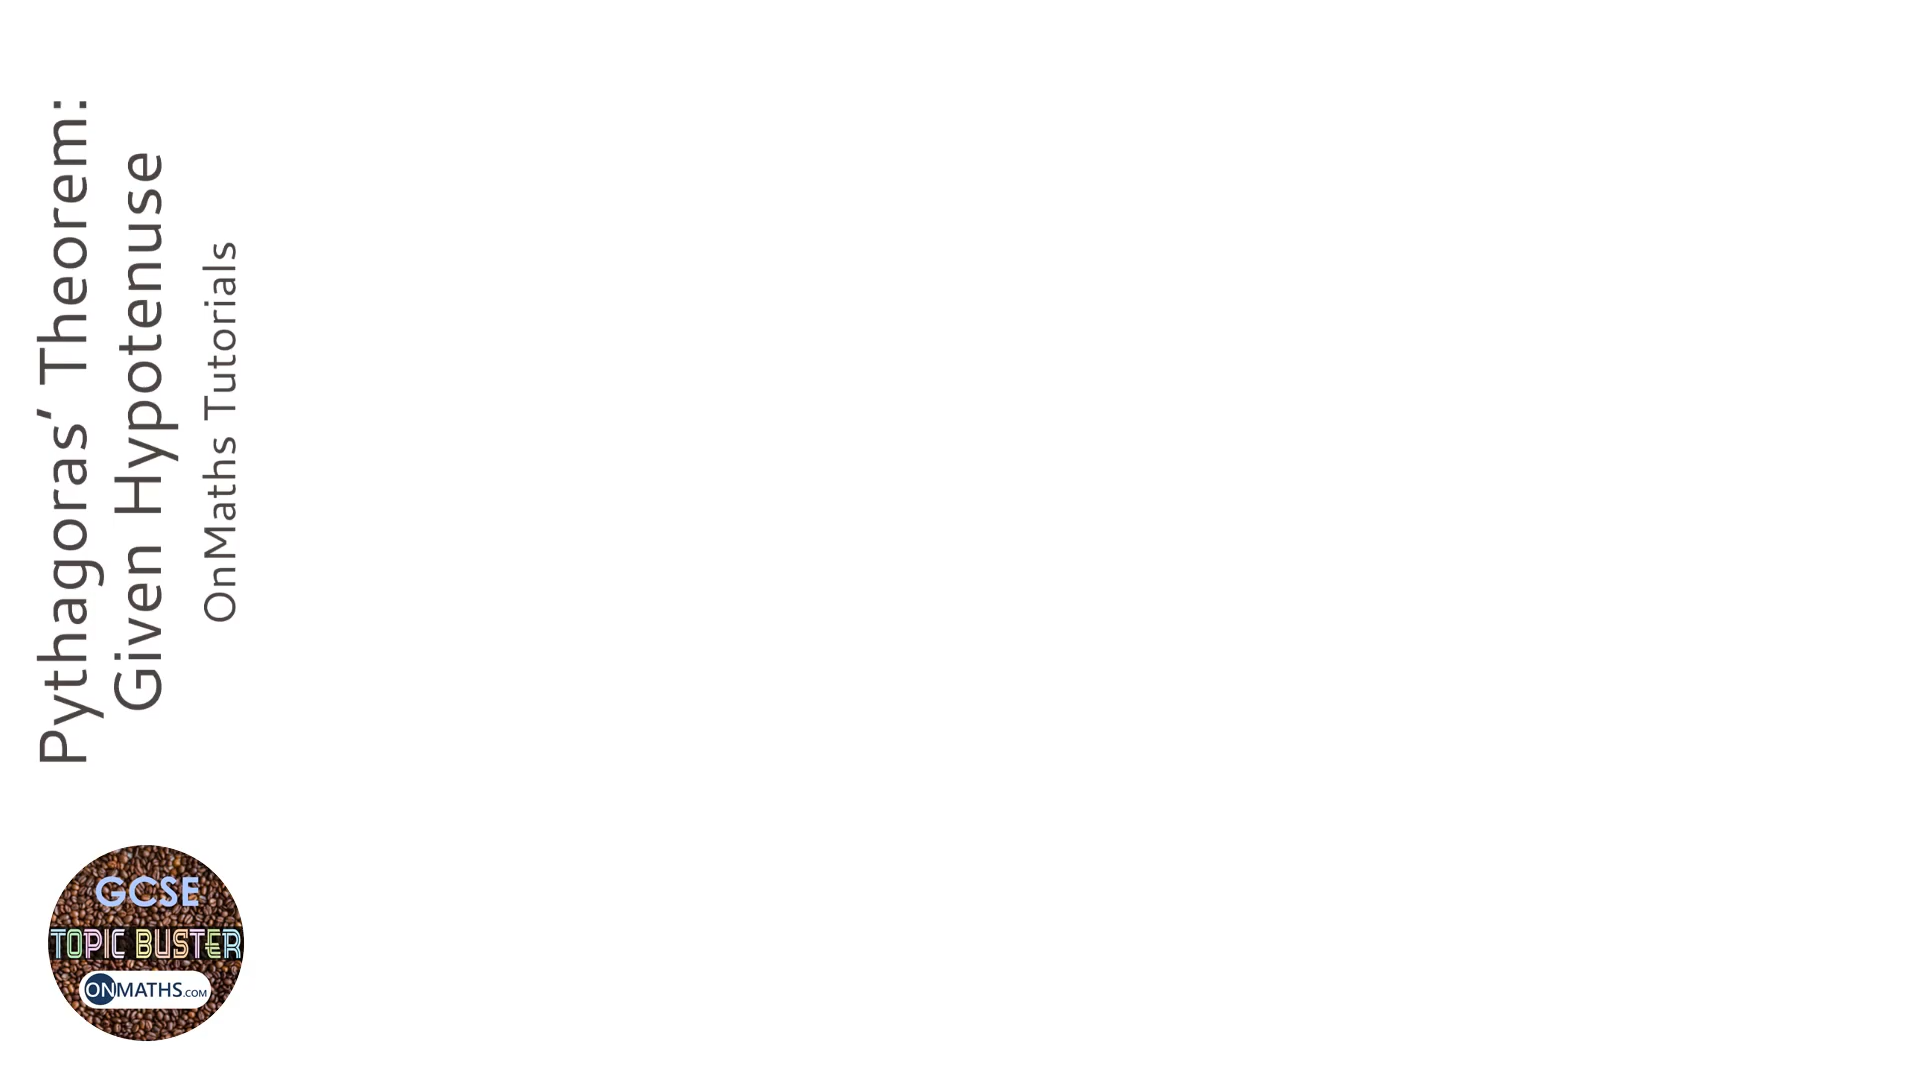 Pythagoras’ Theorem:
Given Hypotenuse
OnMaths Tutorials
GCSE
TOPIC BUSTER
ONMATHS.COM